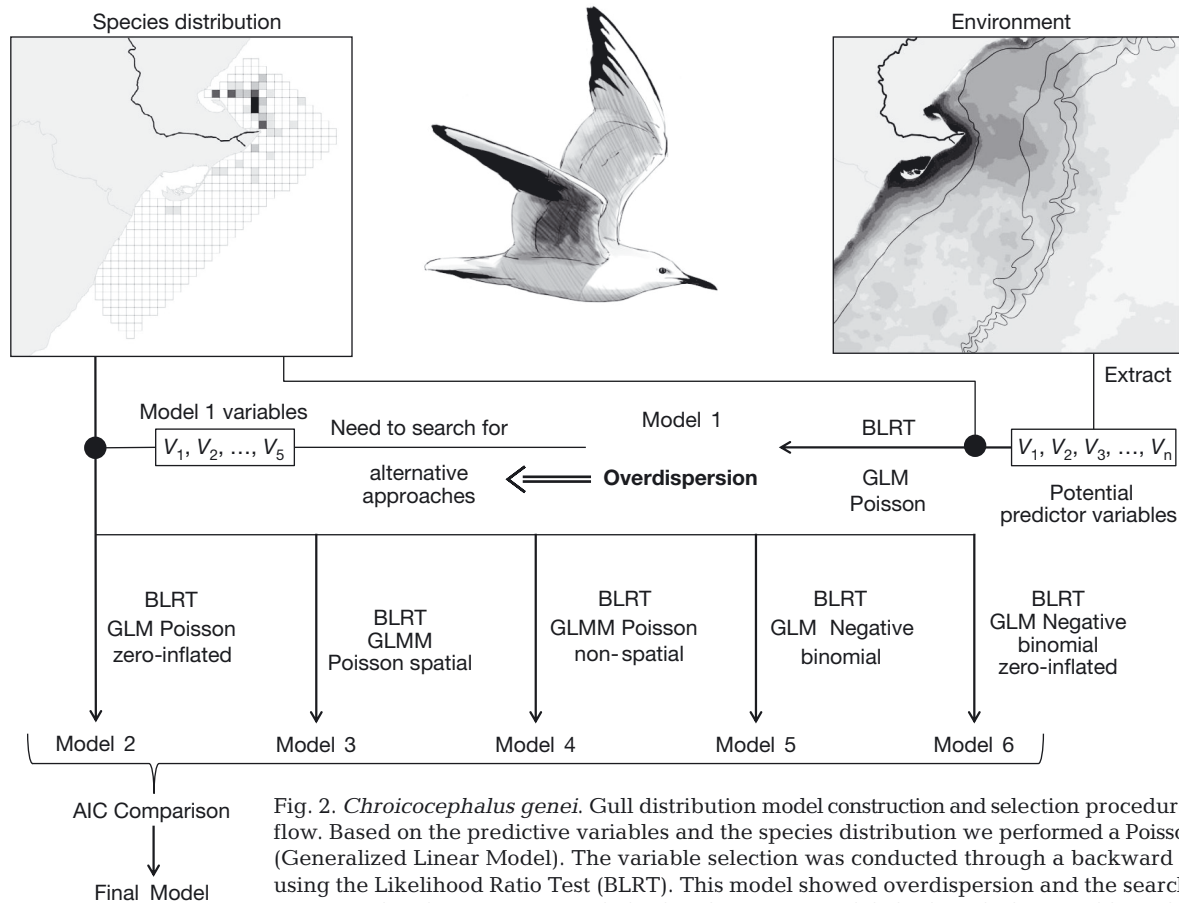 Species distribution
Environment
Extract
Model 1 variables
V1, V2, …, V5
Need to search for
alternative
approaches
Model 1
Overdispersion
BLRT
GLM
Poisson
V1, V2, V3, …, Vn
Potential
predictor variables
BLRT
GLM Poisson
zero-inflated
BLRT
GLMM
Poisson spatial
BLRT
GLMM Poisson
non-spatial
BLRT
GLM Negative
binomial
BLRT
GLM Negative
binomial
zero-inflated
Model 2
Model 3
Model 4
Model 5
Model 6
AIC Comparison
Final Model
Fig. 2. Chroicocephalus genei. Gull distribution model construction and selection procedur
flow. Based on the predictive variables and the species distribution we performed a Poisso
(Generalized Linear Model). The variable selection was conducted through a backward
using the Likelihood Ratio Test (BLRT). This model showed overdispersion and the search